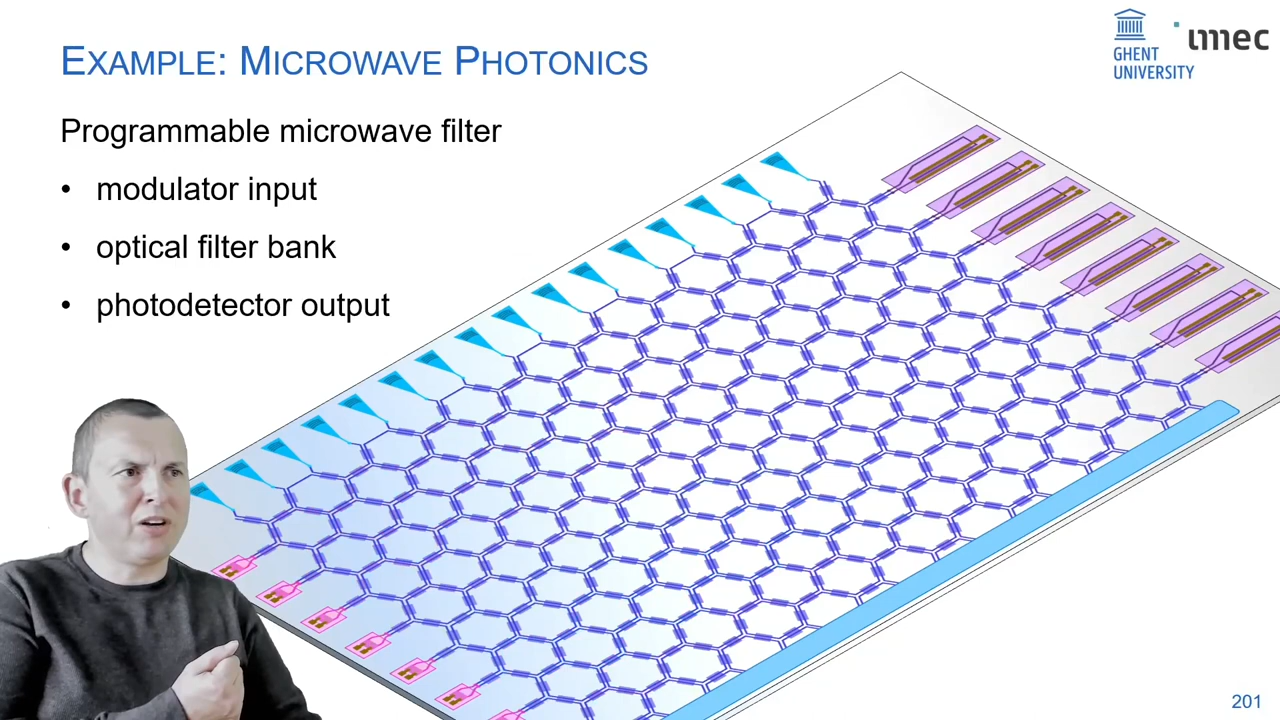 EXAMPLE: MICROWAVE PHOTONICS
GHENT
UNIVERSITY
imec
Programmable microwave filter
• modulator input
• optical filter bank
• photodetector output
201